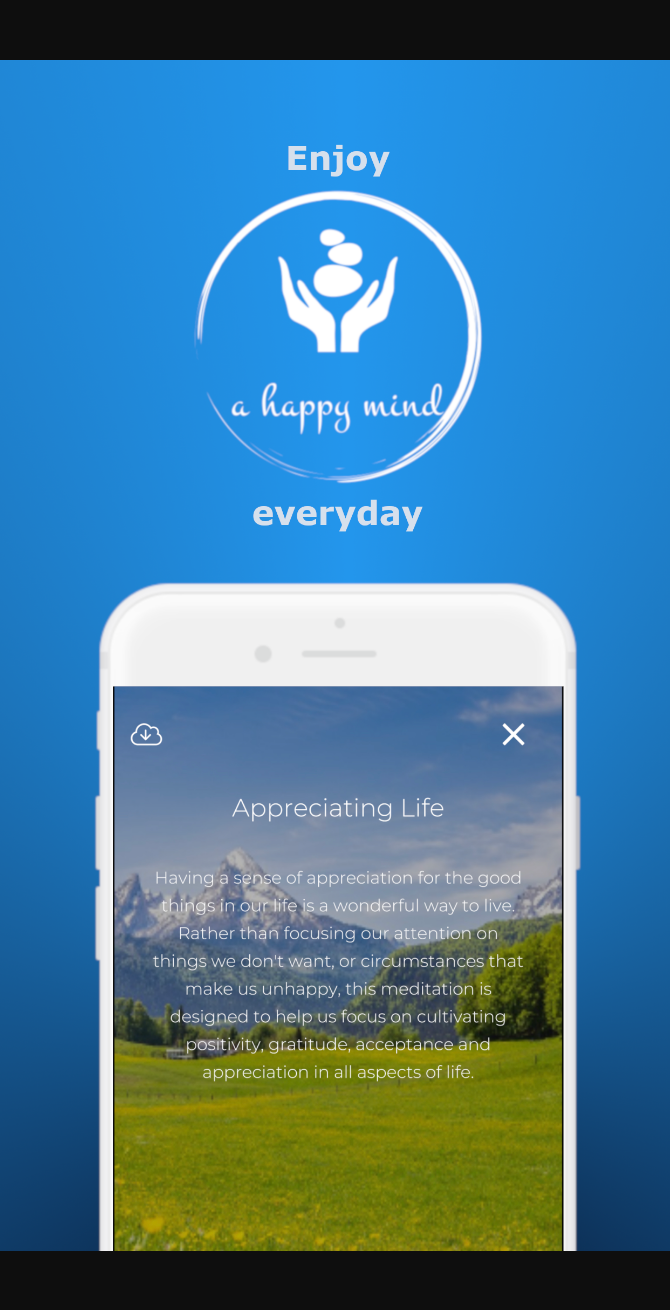 Enjoy
a happy mind
everyday
Appreciating Life
Having a sense of appreciation for the good
things in our life is a wonderful way to live.
Rather than focusing our attention on
things we don't want, or circumstances that
make us unhappy, this meditation is
designed to help us focus on cultivating
positivity, gratitude, acceptance and
appreciation in all aspects of life.